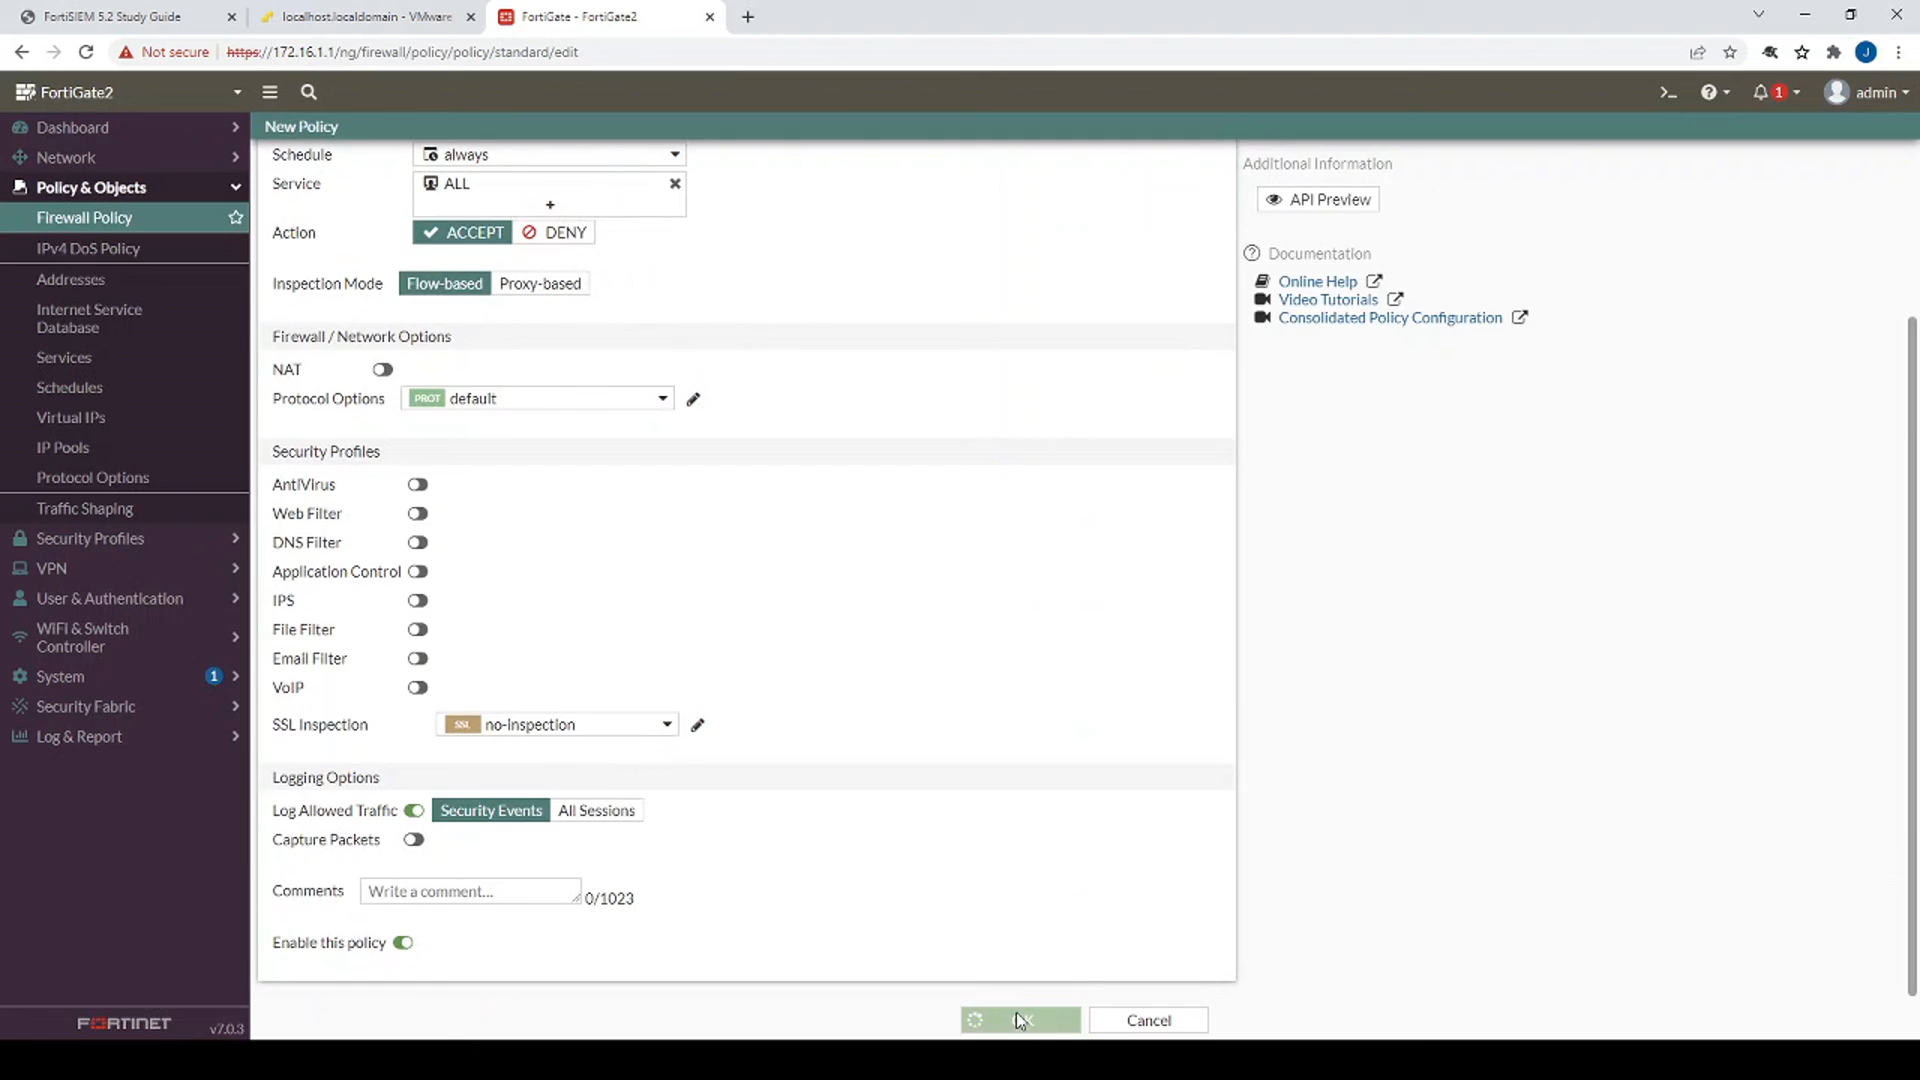 FortiSIEM 5.2 Study Guide
localhost.localdomain - VMware
FortiGate - FortiGate2
Not secure
https://172.16.1.1/ng/firewall/policy/policy/standard/edit
J
FortiGate2
>_
1
admin
Dashboard
Network
Policy & Objects
Firewall Policy
IPv4 DoS Policy
Addresses
Internet Service
Database
Services
Schedules
Virtual IPs
IP Pools
Protocol Options
Traffic Shaping
Security Profiles
VPN
User & Authentication
WiFi & Switch
Controller
System
1
Security Fabric
Log & Report
FORTINET
v7.0.3
New Policy
Schedule
always
Service
ALL
Action
ACCEPT
DENY
Inspection Mode
Flow-based
Proxy-based
Firewall / Network Options
NAT
Protocol Options
PROT default
Security Profiles
AntiVirus
Web Filter
DNS Filter
Application Control
IPS
File Filter
Email Filter
VoIP
SSL Inspection
SSL no-inspection
Logging Options
Log Allowed Traffic
Security Events
All Sessions
Capture Packets
Comments
Write a comment...
0/1023
Enable this policy
Cancel
Additional Information
API Preview
Documentation
Online Help
Video Tutorials
Consolidated Policy Configuration